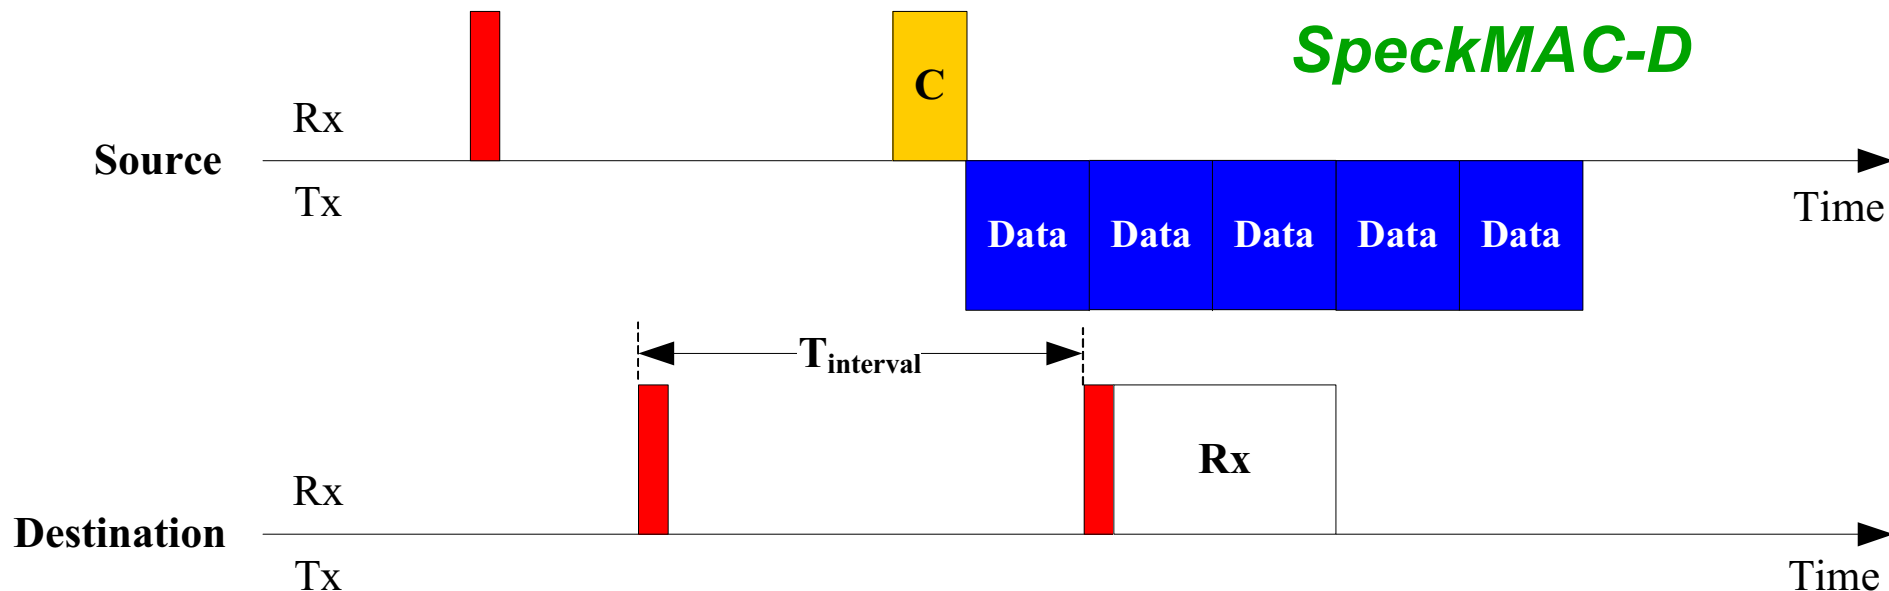 SpeckMAC-D
C
Rx
Source
Tx
Time
Data Data Data Data Data
Tinterval
Rx
Rx
Destination
Tx
Time